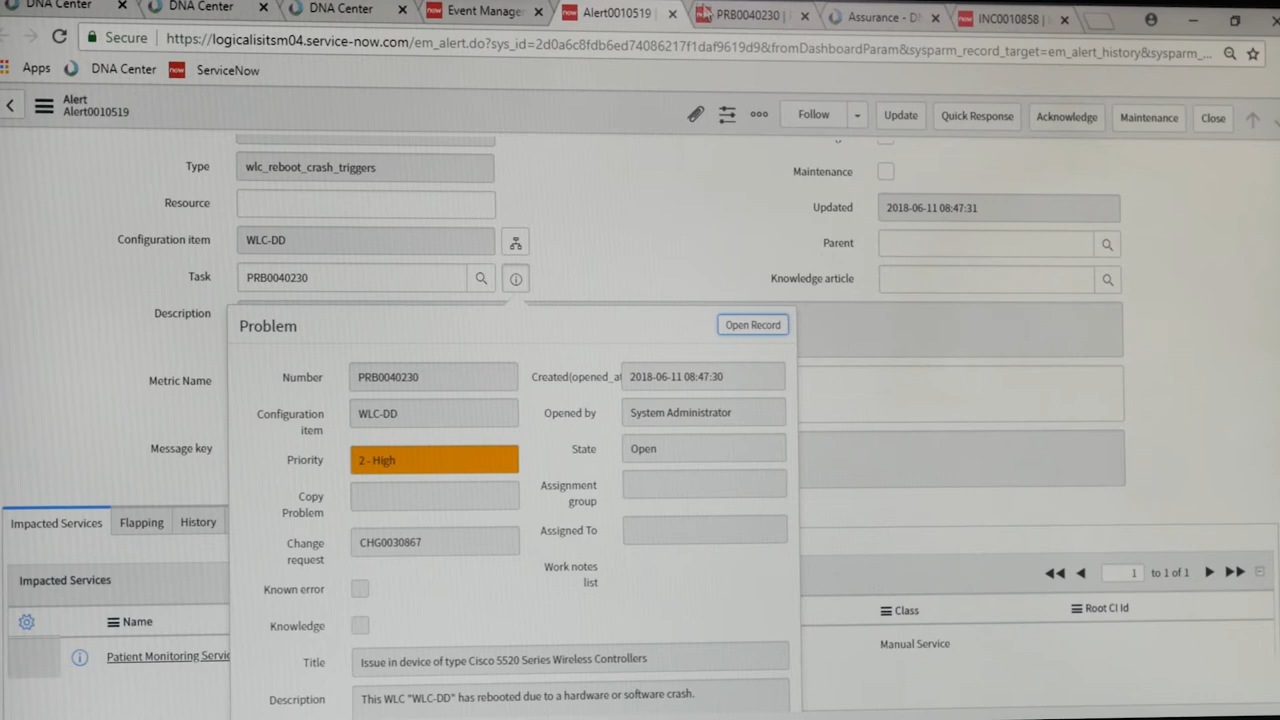 DNA Center
DNA Center
DNA Center
now Event Manager
now Alert0010519
now PRB0040230 |
Assurance - D
now INC0010858 |
Secure https://logicalisitsm04.service-now.com/em_alert.do?sys_id=2d0a6c8fdb6ed74086217f1daf9619d9&fromDashboardParam&sysparm_record_target=em_alert_history&sysparm_...
Apps DNA Center now ServiceNow
Alert
Alert0010519
Follow Update Quick Response Acknowledge Maintenance Close
Type wlc_reboot_crash_triggers
Maintenance
Resource
Updated 2018-06-11 08:47:31
Configuration item WLC-DD
Parent
Task PRB0040230
Knowledge article
Description
Metric Name
Message key
Problem Open Record
Number PRB0040230
Created(opened_at 2018-06-11 08:47:30
Configuration item WLC-DD
Opened by System Administrator
Priority 2 - High
State Open
Copy Problem
Assignment group
Change request CHG0030867
Assigned To
Known error
Work notes list
Knowledge
Title Issue in device of type Cisco 5520 Series Wireless Controllers
Description This WLC "WLC-DD" has rebooted due to a hardware or software crash.
Impacted Services Flapping History
Impacted Services
1 to 1 of 1
Name Class Root CI Id
Patient Monitoring Servic Manual Service